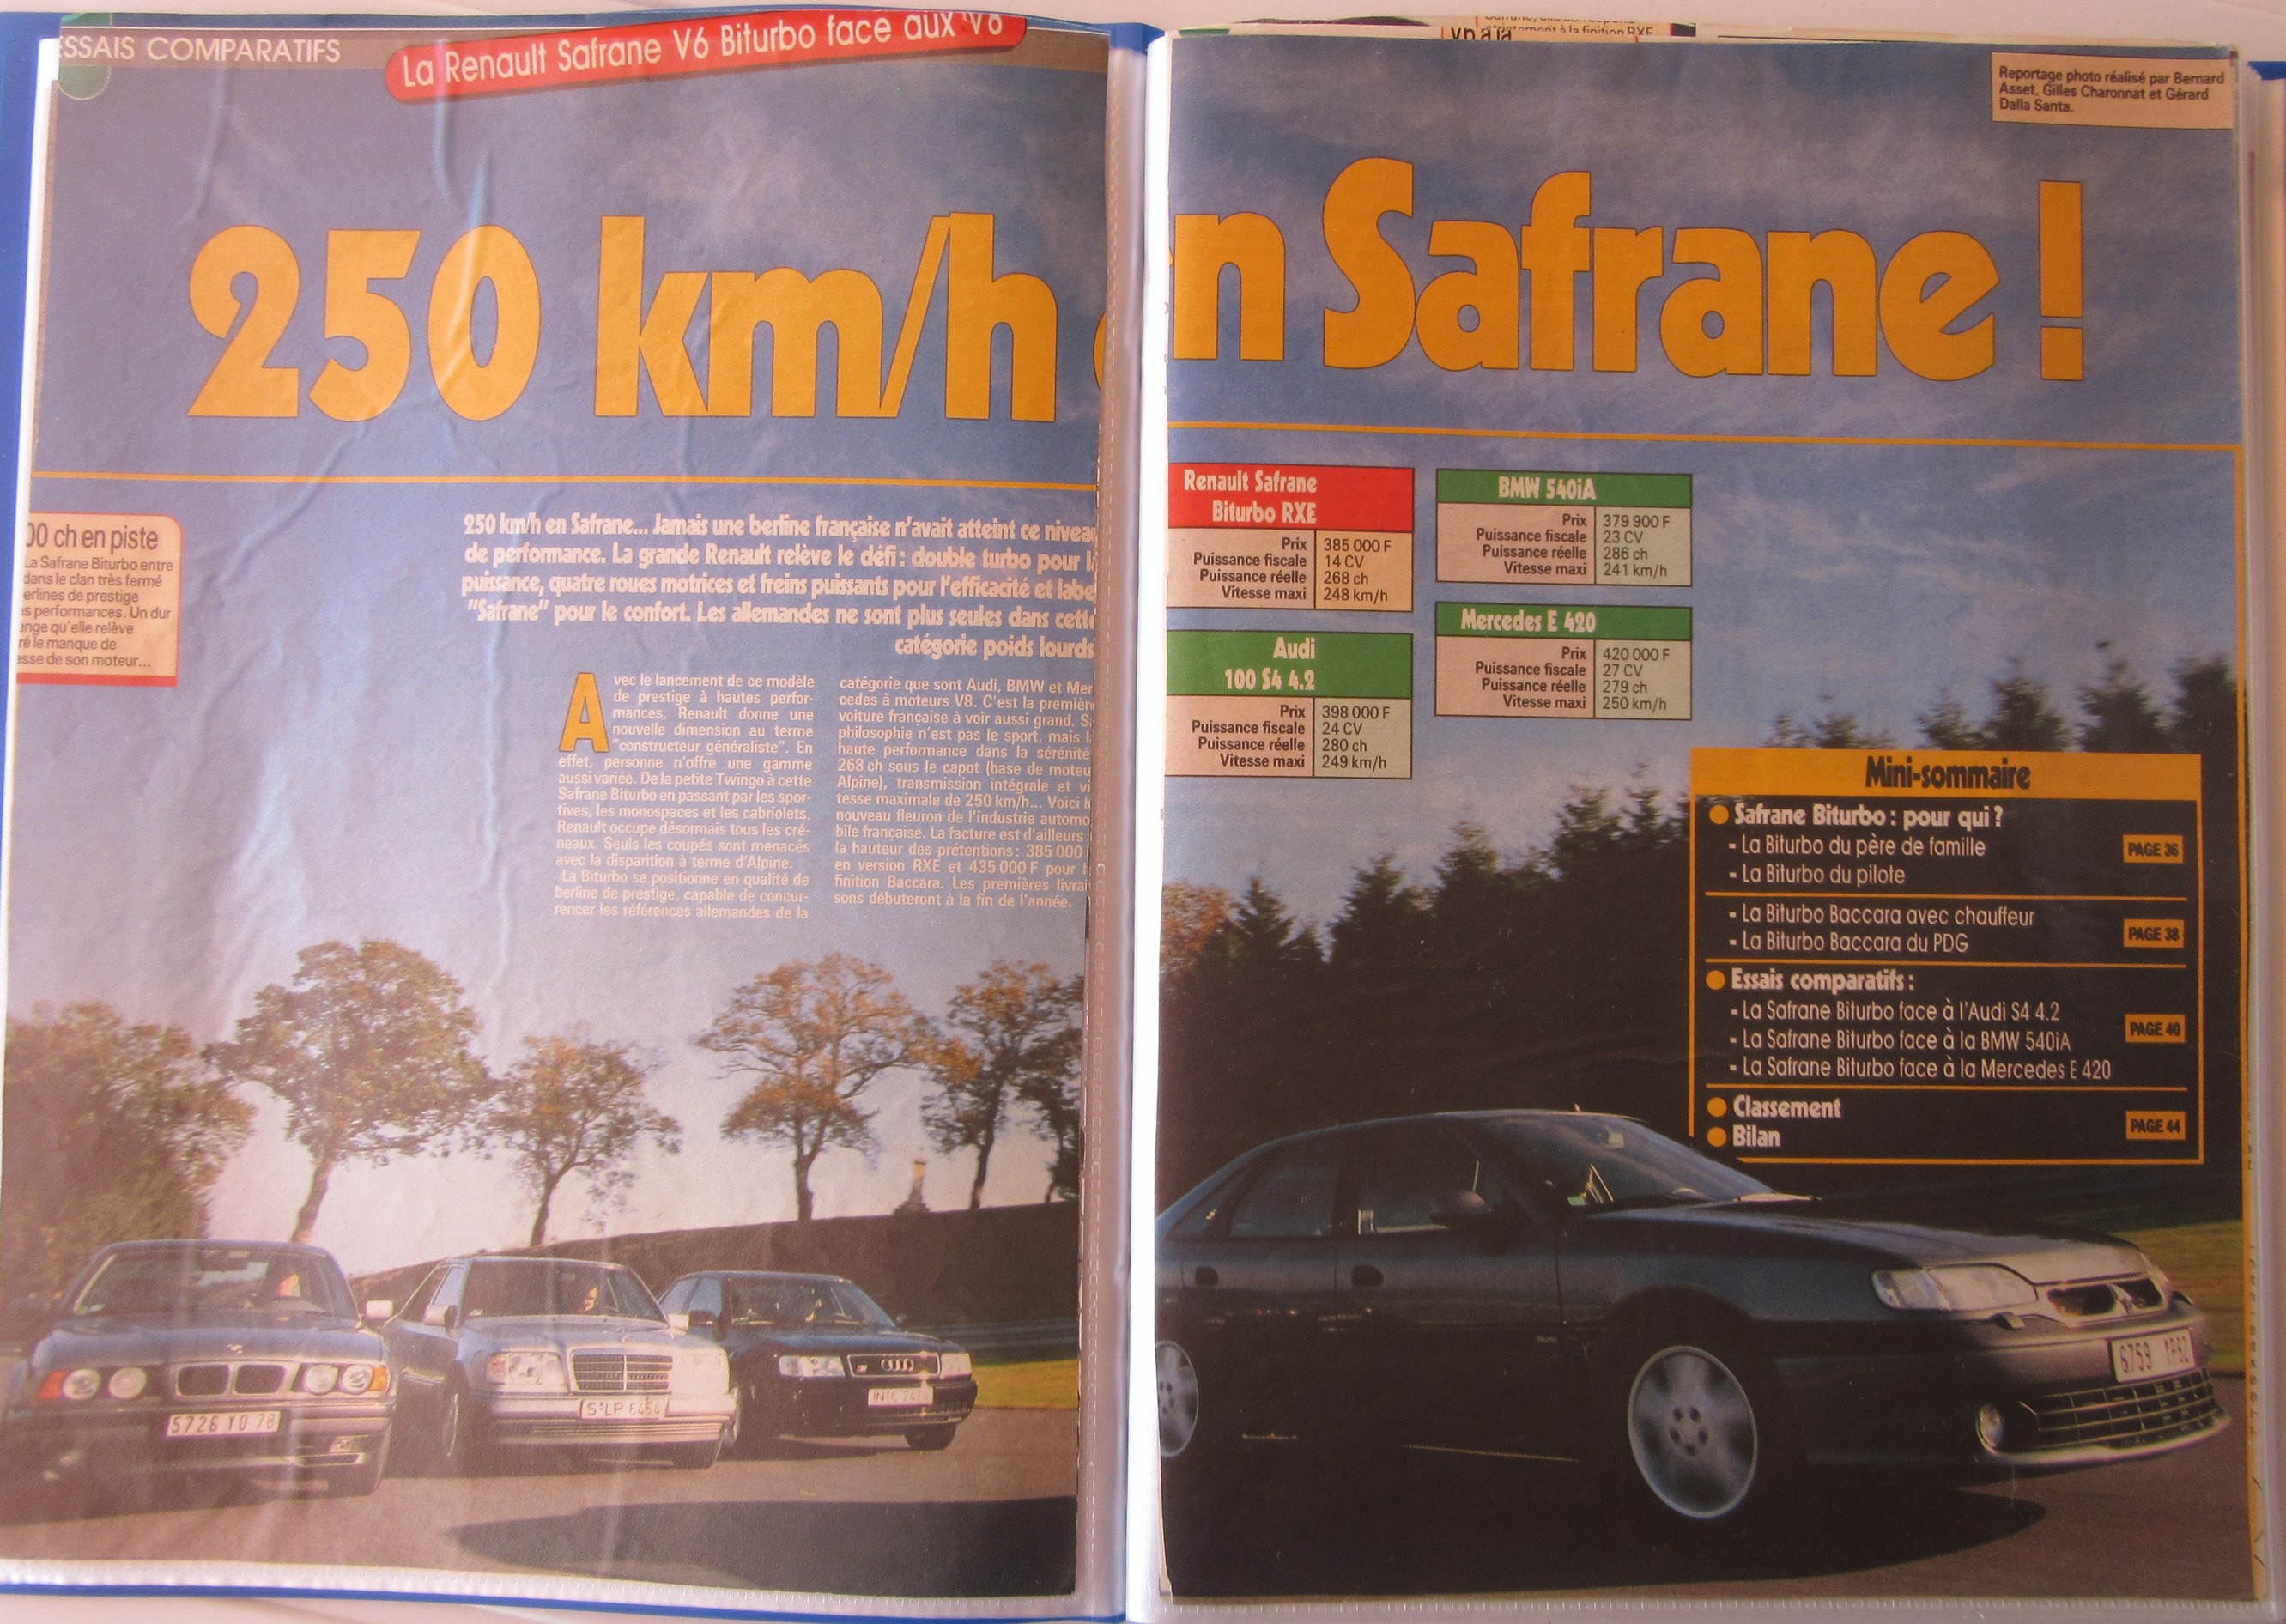 ESSAIS COMPARATIFS
La Renault Safrane V6 Biturbo face aux V8
Reportage photo réalisé par Bernard
Asset, Gilles Charonnat et Gérard
Dalla Santa.
250 km/h en Safrane !
00 ch en piste
La Safrane Biturbo entre
dans le clan très fermé
erlines de prestige
s performances. Un dur
enge qu'elle relève
ré le manque de
esse de son moteur...
250 km/h en Safrane... Jamais une berline française n'avait atteint ce niveau
de performance. La grande Renault relève le défi : double turbo pour la
puissance, quatre roues motrices et freins puissants pour l'efficacité et label
"Safrane" pour le confort. Les allemandes ne sont plus seules dans cette
catégorie poids lourds
Avec le lancement de ce modèle
de prestige à hautes perfor-
mances, Renault donne une
nouvelle dimension au terme
"constructeur généraliste". En
effet, personne n'offre une gamme
aussi variée. De la petite Twingo à cette
Safrane Biturbo en passant par les spor-
tives, les monospaces et les cabriolets,
Renault occupe désormais tous les cré-
neaux. Seuls les coupés sont menacés
avec la disparition à terme d'Alpine.
La Biturbo se positionne en qualité de
berline de prestige, capable de concur-
rencer les références allemandes de la
catégorie que sont Audi, BMW et Mer
cedes à moteurs V8. C'est la première
voiture française à voir aussi grand. Sa
philosophie n'est pas le sport, mais la
haute performance dans la sérénité
268 ch sous le capot (base de moteur
Alpine), transmission intégrale et vi
tesse maximale de 250 km/h... Voici le
nouveau fleuron de l'industrie automo
bile française. La facture est d'ailleurs à
la hauteur des prétentions : 385 000
en version RXE et 435 000 F pour la
finition Baccara. Les premières livrai
sons débuteront à la fin de l'année.
Renault Safrane
Biturbo RXE
Prix 385 000 F
Puissance fiscale 14 CV
Puissance réelle 268 ch
Vitesse maxi 248 km/h
Audi
100 S4 4.2
Prix 398 000 F
Puissance fiscale 24 CV
Puissance réelle 280 ch
Vitesse maxi 249 km/h
BMW 540iA
Prix 379 900 F
Puissance fiscale 23 CV
Puissance réelle 286 ch
Vitesse maxi 241 km/h
Mercedes E 420
Prix 420 000 F
Puissance fiscale 27 CV
Puissance réelle 279 ch
Vitesse maxi 250 km/h
Mini-sommaire
Safrane Biturbo : pour qui ?
- La Biturbo du père de famille
- La Biturbo du pilote
PAGE 36
- La Biturbo Baccara avec chauffeur
- La Biturbo Baccara du PDG
PAGE 38
Essais comparatifs :
- La Safrane Biturbo face à l'Audi S4 4.2
- La Safrane Biturbo face à la BMW 540iA
- La Safrane Biturbo face à la Mercedes E 420
PAGE 40
Classement
Bilan
PAGE 44
5726 YQ 78
S LP 6454
6759